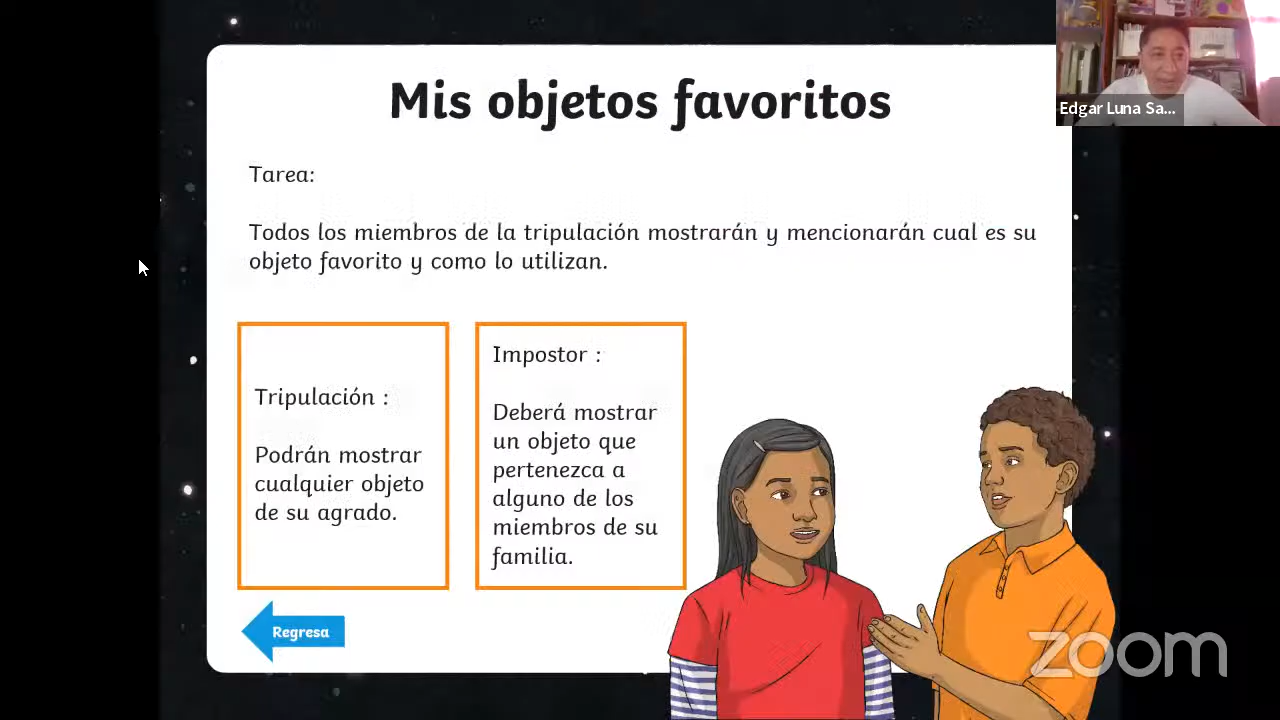 Mis objetos favoritos
Edgar Luna Sa...
Tarea:
Todos los miembros de la tripulación mostrarán y mencionarán cual es su
objeto favorito y como lo utilizan.
Tripulación :
Podrán mostrar
cualquier objeto
de su agrado.
Impostor :
Deberá mostrar
un objeto que
pertenezca a
alguno de los
miembros de su
familia.
Regresa
zoom